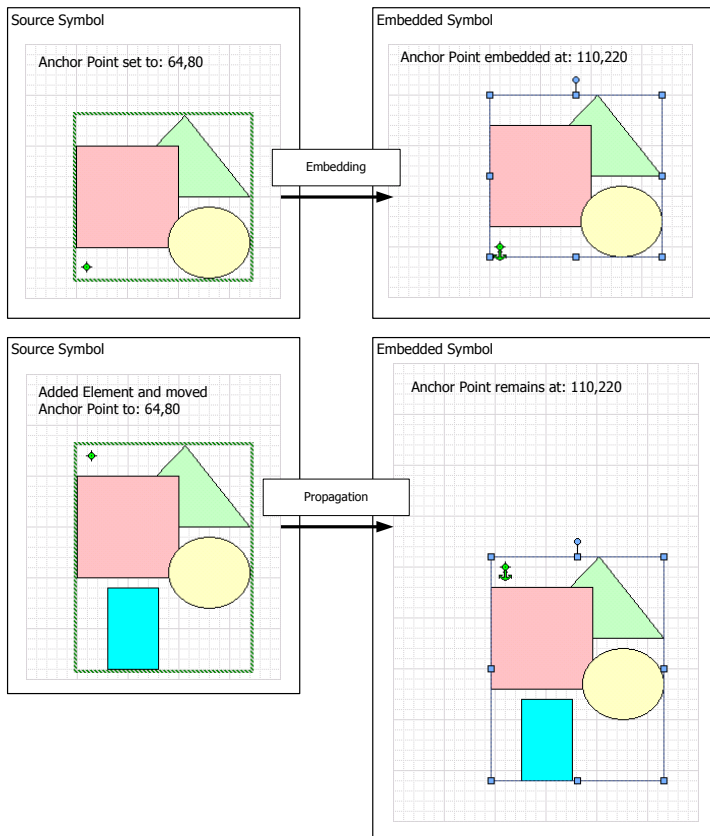 Source Symbol
Anchor Point set to: 64,80
Embedding
Embedded Symbol
Anchor Point embedded at: 110,220
Source Symbol
Added Element and moved
Anchor Point to: 64,80
Propagation
Embedded Symbol
Anchor Point remains at: 110,220